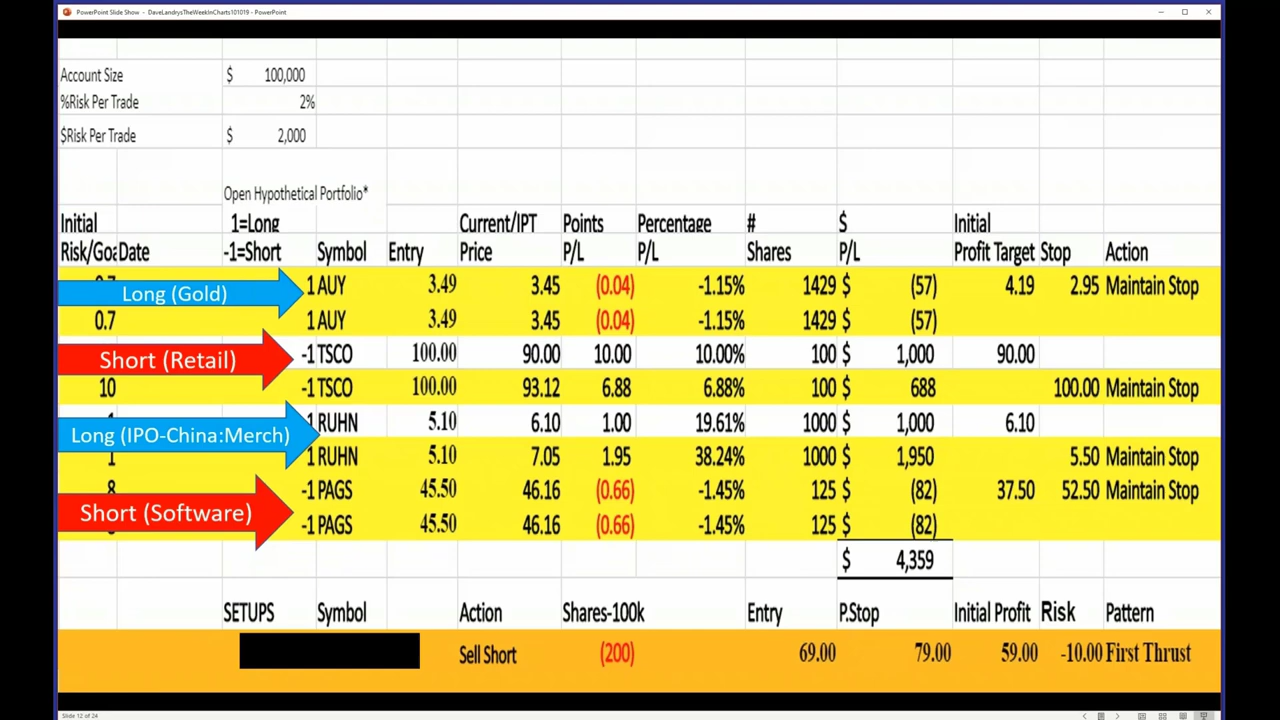 PowerPoint Slide Show - DaveLandrysTheWeekInCharts101019 - PowerPoint
Account Size $ 100,000
%Risk Per Trade 2%
$Risk Per Trade $ 2,000
Open Hypothetical Portfolio*
Initial 1=Long Current/IPT Points Percentage # $ Initial
Risk/Goa Date -1=Short Symbol Entry Price P/L P/L Shares P/L Profit Target Stop Action
Long (Gold) 1 AUY 3.49 3.45 (0.04) -1.15% 1429 $ (57) 4.19 2.95 Maintain Stop
0.7 1 AUY 3.49 3.45 (0.04) -1.15% 1429 $ (57)
Short (Retail) -1 TSCO 100.00 90.00 10.00 10.00% 100 $ 1,000 90.00
10 -1 TSCO 100.00 93.12 6.88 6.88% 100 $ 688 100.00 Maintain Stop
Long (IPO-China:Merch) 1 RUHN 5.10 6.10 1.00 19.61% 1000 $ 1,000 6.10
1 1 RUHN 5.10 7.05 1.95 38.24% 1000 $ 1,950 5.50 Maintain Stop
8 -1 PAGS 45.50 46.16 (0.66) -1.45% 125 $ (82) 37.50 52.50 Maintain Stop
Short (Software) -1 PAGS 45.50 46.16 (0.66) -1.45% 125 $ (82)
$ 4,359
SETUPS Symbol Action Shares-100k Entry P.Stop Initial Profit Risk Pattern
Sell Short (200) 69.00 79.00 59.00 -10.00 First Thrust
Slide 12 of 24